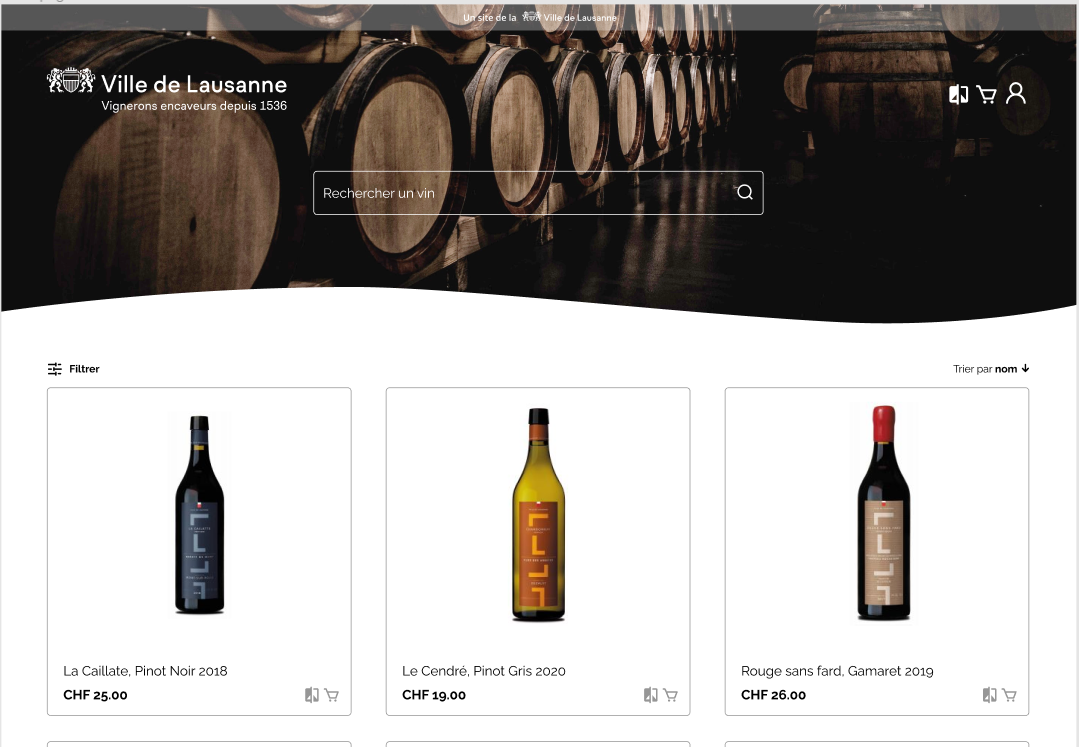 Un site de la Ville de Lausanne
Ville de Lausanne
Vignerons encaveurs depuis 1536
Rechercher un vin
Filtrer
Trier par nom
La Caillate, Pinot Noir 2018
CHF 25.00
Le Cendré, Pinot Gris 2020
CHF 19.00
Rouge sans fard, Gamaret 2019
CHF 26.00